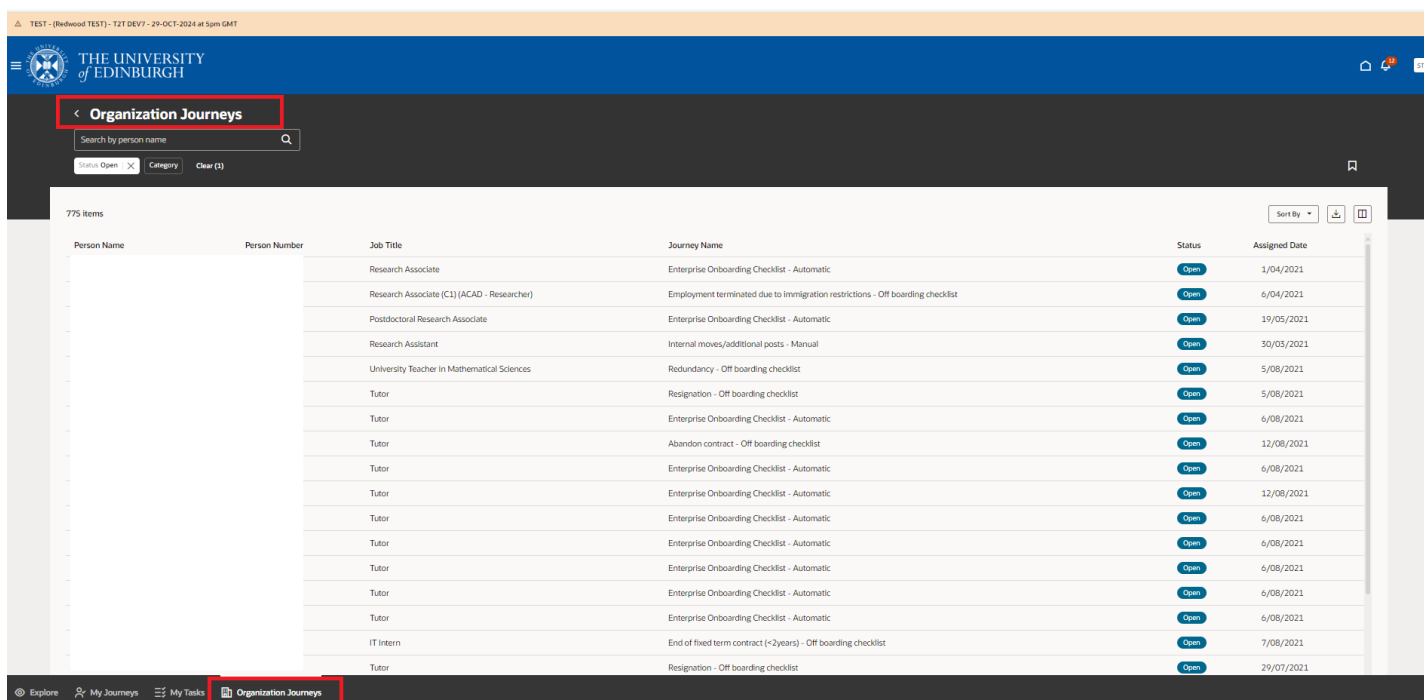 TEST - (Redwood TEST) - T2T DEV7 - 29-OCT-2024 at 5pm GMT
THE UNIVERSITY
of EDINBURGH
12
ST
Organization Journeys
Search by person name
Status Open Category Clear (1)
775 items Sort By
Person Name Person Number Job Title Journey Name Status Assigned Date
Research Associate Enterprise Onboarding Checklist - Automatic Open 1/04/2021
Research Associate (C1) (ACAD - Researcher) Employment terminated due to immigration restrictions - Off boarding checklist Open 6/04/2021
Postdoctoral Research Associate Enterprise Onboarding Checklist - Automatic Open 19/05/2021
Research Assistant Internal moves/additional posts - Manual Open 30/03/2021
University Teacher in Mathematical Sciences Redundancy - Off boarding checklist Open 5/08/2021
Tutor Resignation - Off boarding checklist Open 5/08/2021
Tutor Enterprise Onboarding Checklist - Automatic Open 6/08/2021
Tutor Abandon contract - Off boarding checklist Open 12/08/2021
Tutor Enterprise Onboarding Checklist - Automatic Open 6/08/2021
Tutor Enterprise Onboarding Checklist - Automatic Open 12/08/2021
Tutor Enterprise Onboarding Checklist - Automatic Open 6/08/2021
Tutor Enterprise Onboarding Checklist - Automatic Open 6/08/2021
Tutor Enterprise Onboarding Checklist - Automatic Open 6/08/2021
Tutor Enterprise Onboarding Checklist - Automatic Open 6/08/2021
Tutor Enterprise Onboarding Checklist - Automatic Open 6/08/2021
IT Intern End of fixed term contract (<2years) - Off boarding checklist Open 7/08/2021
Tutor Resignation - Off boarding checklist Open 29/07/2021
Explore My Journeys My Tasks Organization Journeys